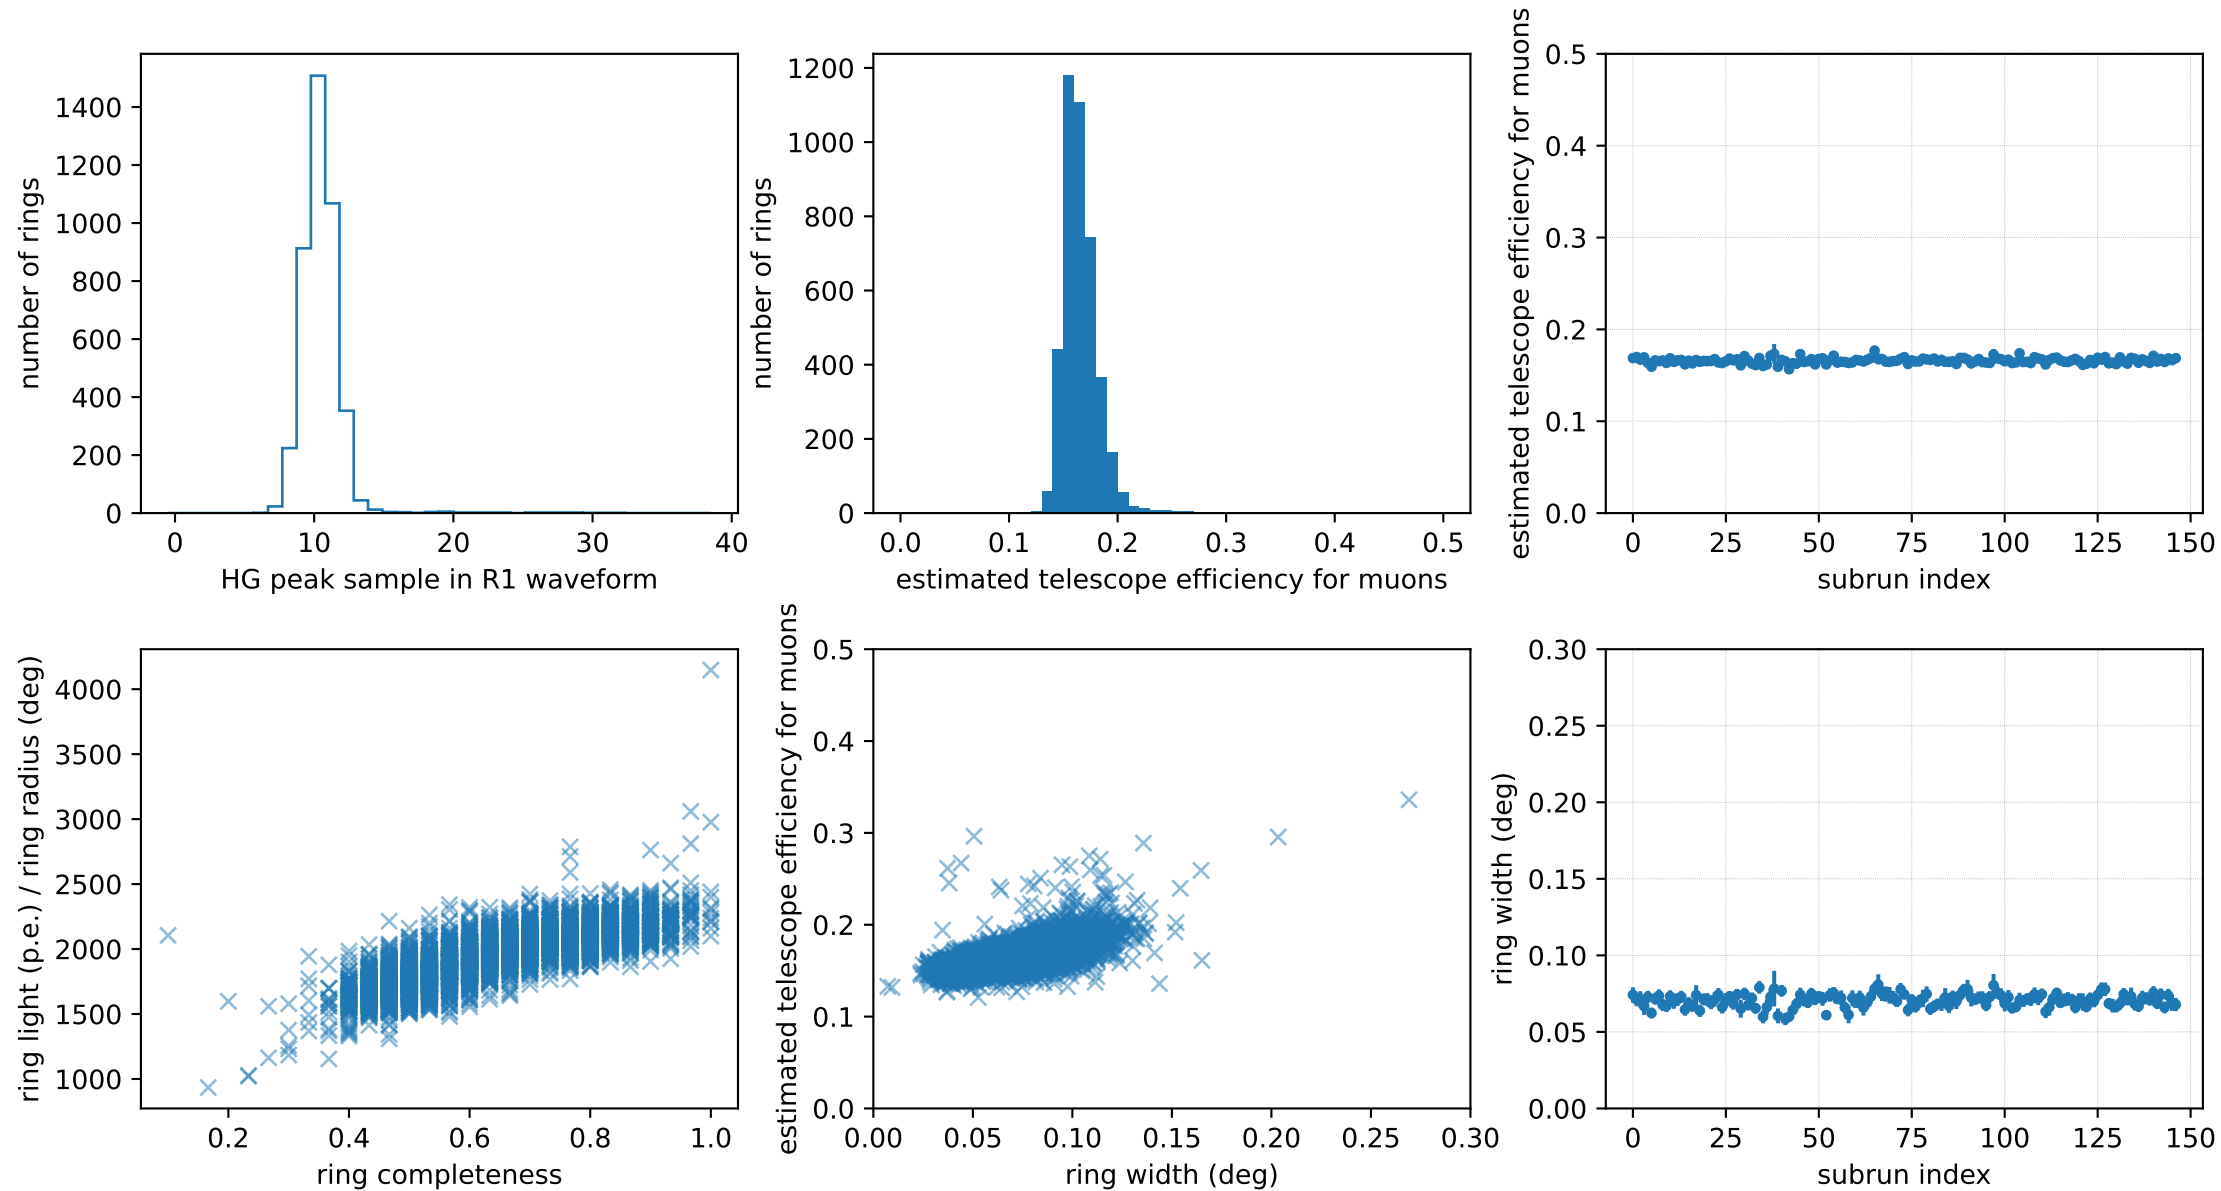 number of rings
1400
1200
1000
800
600
400
200
0
0 10 20 30 40
HG peak sample in R1 waveform
number of rings
1200
1000
800
600
400
200
0
0.0 0.1 0.2 0.3 0.4 0.5
estimated telescope efficiency for muons
estimated telescope efficiency for muons
0.5
0.4
0.3
0.2
0.1
0.0
0 25 50 75 100 125 150
subrun index
ring light (p.e.) / ring radius (deg)
4000
3500
3000
2500
2000
1500
1000
0.2 0.4 0.6 0.8 1.0
ring completeness
estimated telescope efficiency for muons
0.5
0.4
0.3
0.2
0.1
0.0
0.00 0.05 0.10 0.15 0.20 0.25 0.30
ring width (deg)
ring width (deg)
0.30
0.25
0.20
0.15
0.10
0.05
0.00
0 25 50 75 100 125 150
subrun index